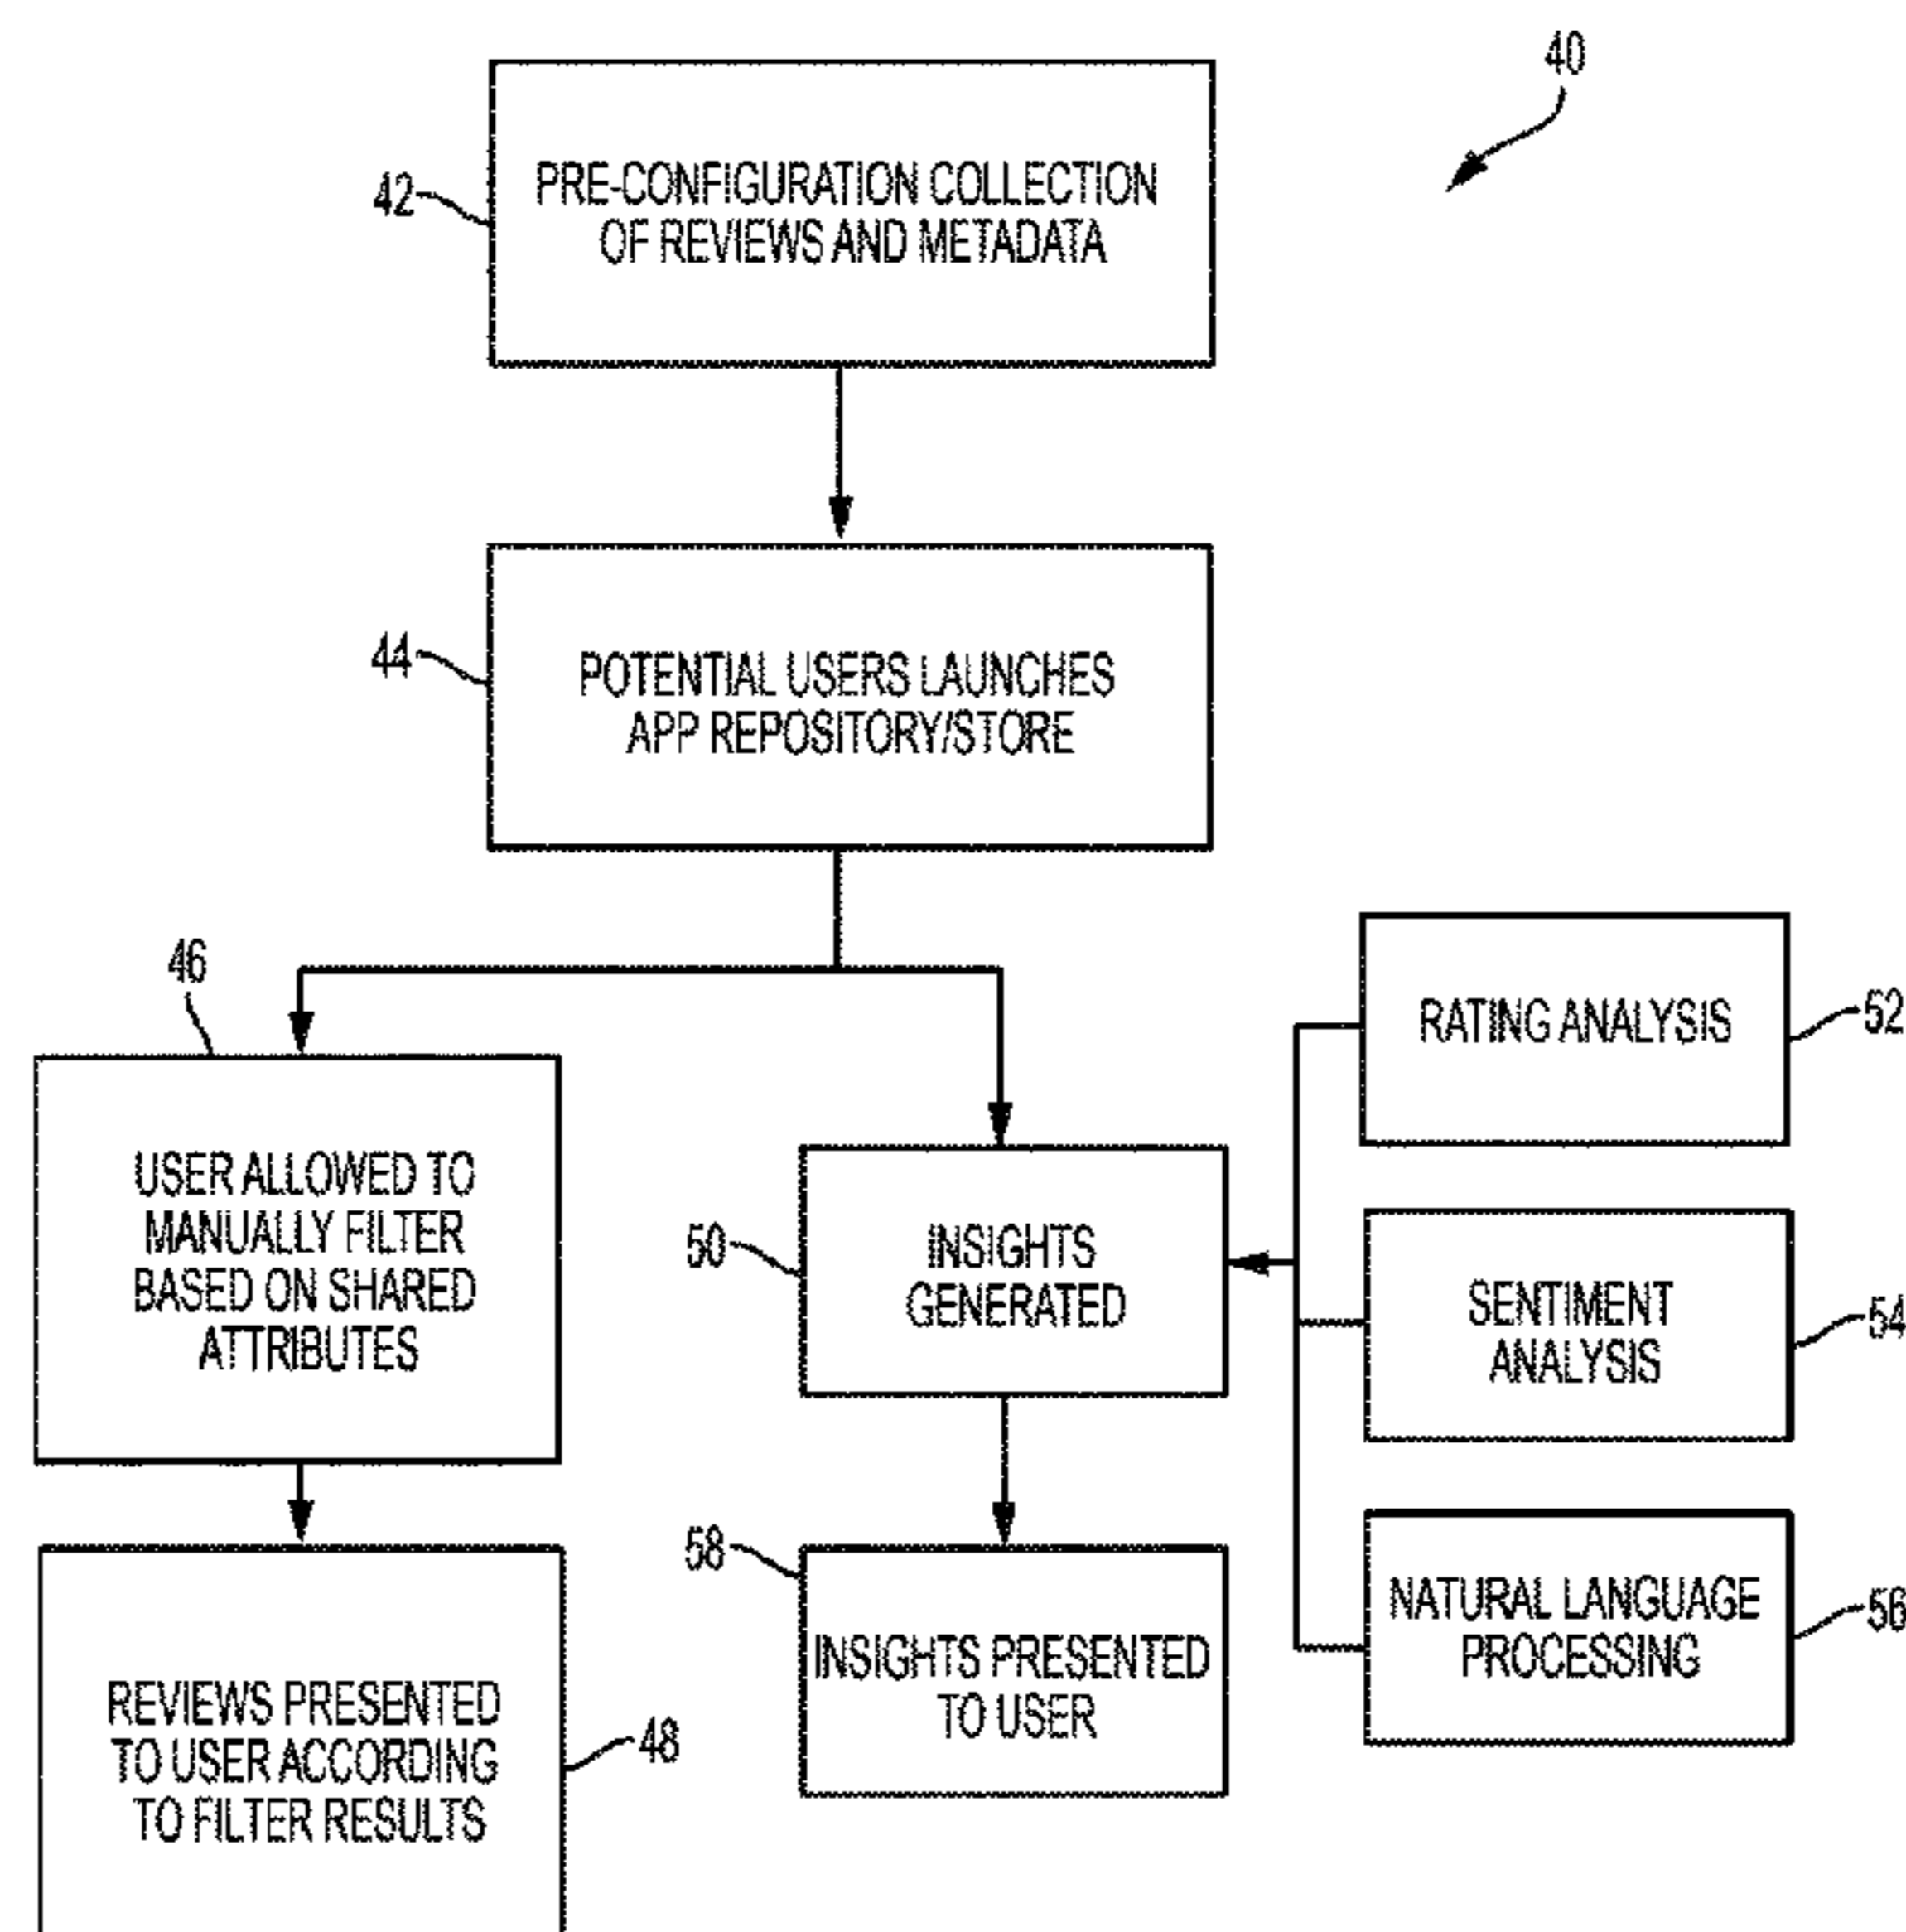 40
42
PRE-CONFIGURATION COLLECTION
OF REVIEWS AND METADATA
44
POTENTIAL USERS LAUNCHES
APP REPOSITORY/STORE
46
USER ALLOWED TO
MANUALLY FILTER
BASED ON SHARED
ATTRIBUTES
50
INSIGHTS
GENERATED
RATING ANALYSIS
52
SENTIMENT
ANALYSIS
54
NATURAL LANGUAGE
PROCESSING
56
58
INSIGHTS PRESENTED
TO USER
REVIEWS PRESENTED
TO USER ACCORDING
TO FILTER RESULTS
48